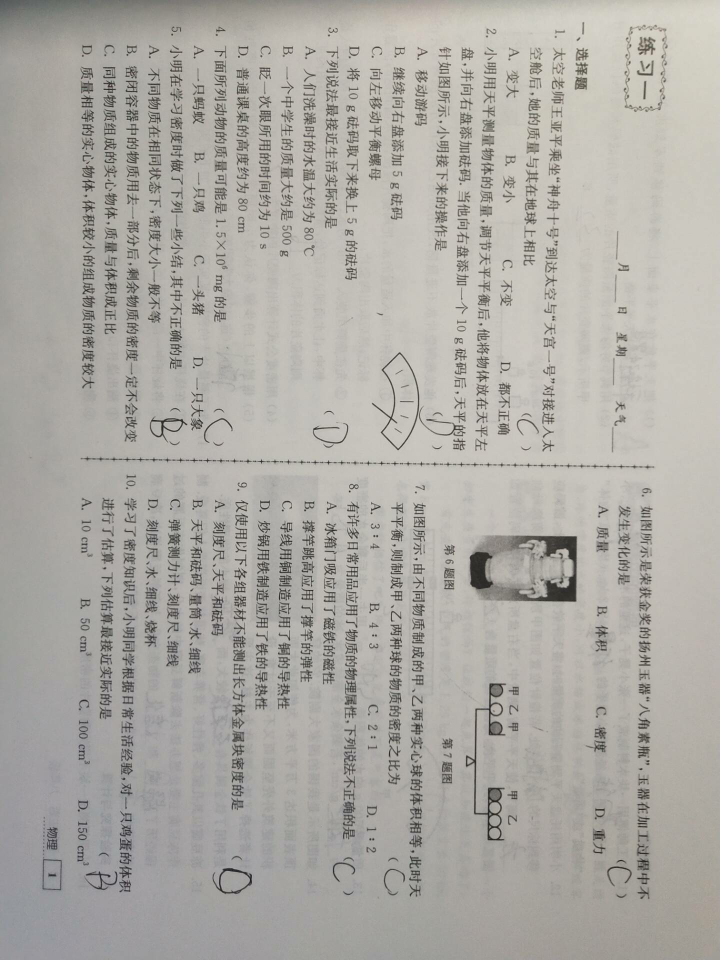 练习一
____月____日 星期____ 天气____
一、选择题
1. 太空老师王亚平乘坐“神舟十号”到达太空与“天宫一号”对接进入太
空舱后,她的质量与其在地球上相比 ( C )
A. 变大 B. 变小 C. 不变 D. 都不正确
2. 小明用天平测量物体的质量,调节天平平衡后,他将物体放在天平左
盘,并向右盘添加砝码.当他向右盘添加一个 10 g 砝码后,天平的指
针如图所示,小明接下来的操作是 ( D )
A. 移动游码
B. 继续向右盘添加 5 g 砝码
C. 向左移动平衡螺母
D. 将 10 g 砝码取下来换上 5 g 的砝码
3. 下列说法最接近生活实际的是 ( D )
A. 人们洗澡时的水温大约为 80 ℃
B. 一个中学生的质量大约是 500 g
C. 眨一次眼所用的时间约为 10 s
D. 普通课桌的高度约为 80 cm
4. 下面所列动物的质量可能是 1.5×10⁸ mg 的是 ( C )
A. 一只蚂蚁 B. 一只鸡 C. 一头猪 D. 一只大象
5. 小明在学习密度时做了下列一些小结,其中不正确的是 ( B )
A. 不同物质在相同状态下,密度大小一般不等
B. 密闭容器中的物质用去一部分后,剩余物质的密度一定不会改变
C. 同种物质组成的实心物体,质量与体积成正比
D. 质量相等的实心物体,体积较小的组成物质的密度较大
6. 如图所示是荣获金奖的扬州玉器“八角素瓶”,玉器在加工过程中不
发生变化的是 ( C )
A. 质量 B. 体积 C. 密度 D. 重力
第 6 题图
甲 乙 甲
甲 乙
第 7 题图
7. 如图所示,由不同物质制成的甲、乙两种实心球的体积相等,此时天
平平衡,则制成甲、乙两种球的物质的密度之比为 ( C )
A. 3∶4 B. 4∶3 C. 2∶1 D. 1∶2
8. 有许多日常用品应用了物质的物理属性,下列说法不正确的是 ( C )
A. 冰箱门吸应用了磁铁的磁性
B. 撑竿跳高应用了撑竿的弹性
C. 导线用铜制造应用了铜的导热性
D. 炒锅用铁制造应用了铁的导热性
9. 仅使用以下各组器材不能测出长方体金属块密度的是 ( )
A. 刻度尺、天平和砝码
B. 天平和砝码、量筒、水、细线
C. 弹簧测力计、刻度尺、细线
D. 刻度尺、水、细线、烧杯
10. 学习了密度知识后,小明同学根据日常生活经验,对一只鸡蛋的体积
进行了估算,下列估算最接近实际的是 ( B )
A. 10 cm³ B. 50 cm³ C. 100 cm³ D. 150 cm³
物理 1